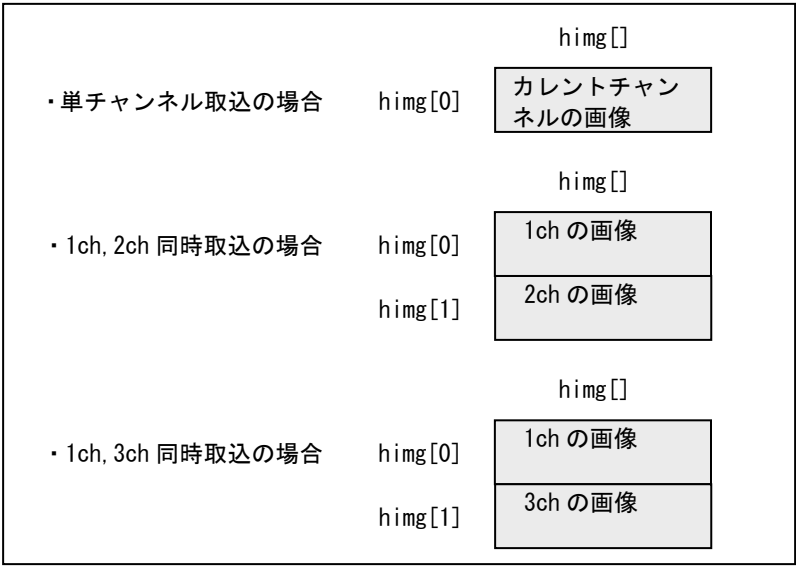 himg[]
・単チャンネル取込の場合 himg[0] カレントチャン
ネルの画像
himg[]
・1ch,2ch 同時取込の場合 himg[0] 1ch の画像
himg[1] 2ch の画像
himg[]
・1ch,3ch 同時取込の場合 himg[0] 1ch の画像
himg[1] 3ch の画像